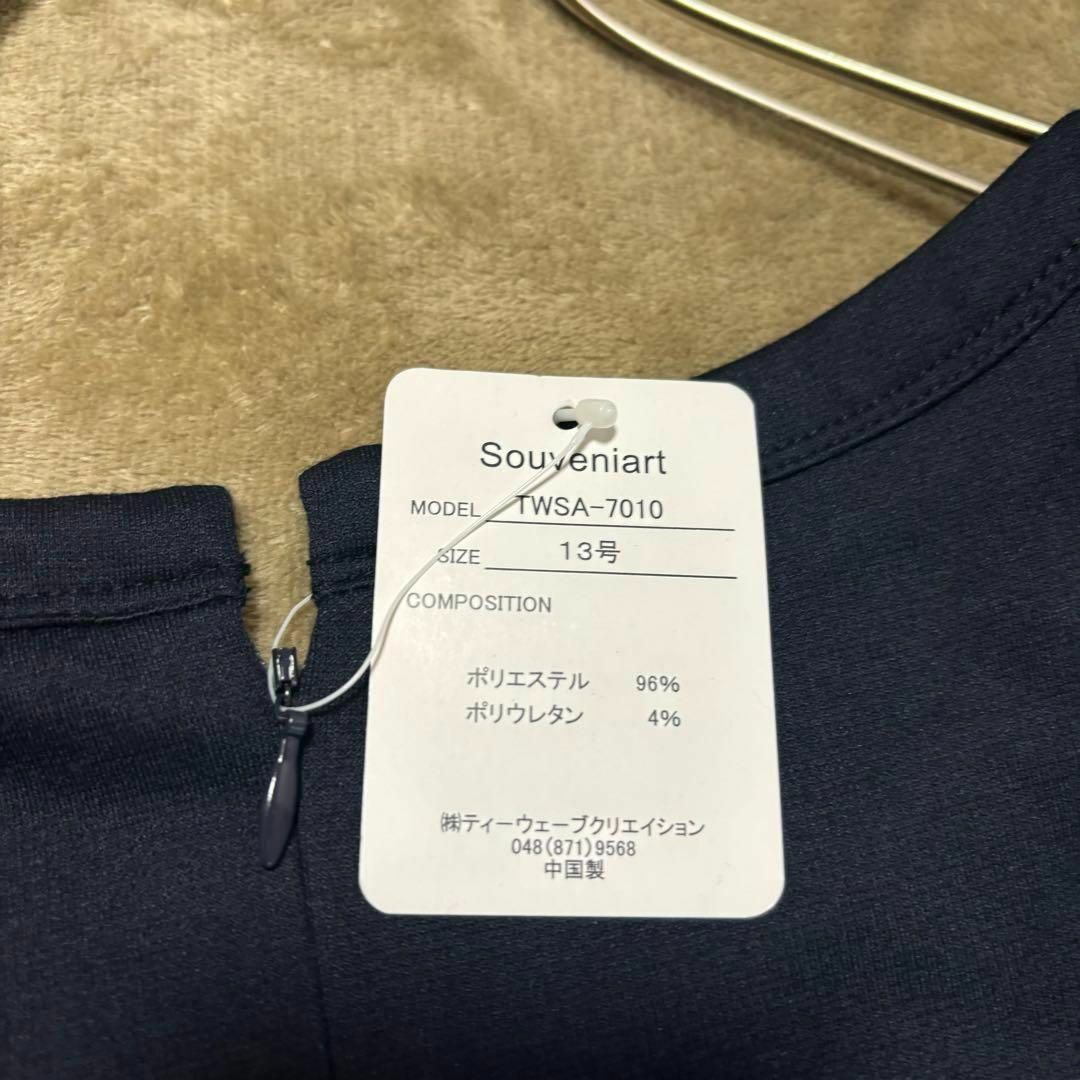 Souveniart
MODEL TWSA-7010
SIZE 13号
COMPOSITION
ポリエステル 96%
ポリウレタン 4%
㈱ティーウェーブクリエイション
048(871)9568
中国製